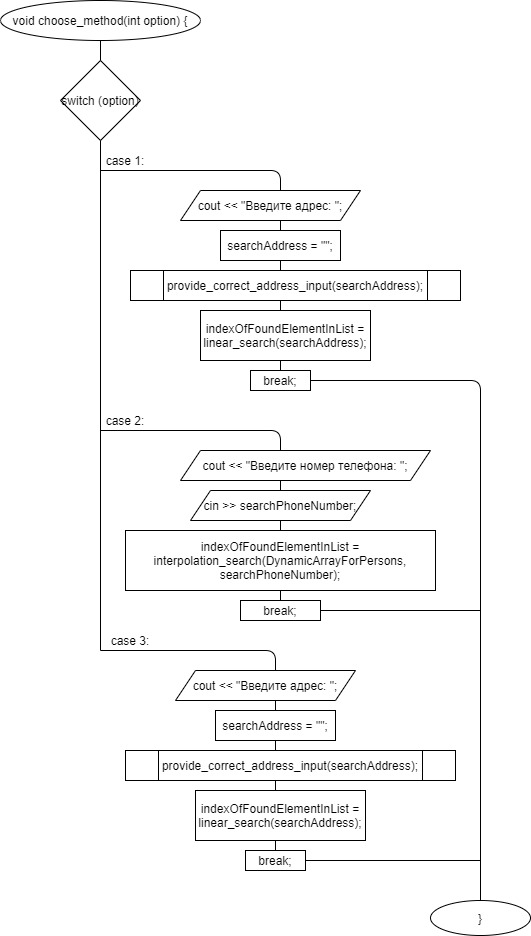 void choose_method(int option) {
switch (option)
case 1:
cout << "Введите адрес: ";
searchAddress = "";
provide_correct_address_input(searchAddress);
indexOfFoundElementInList =
linear_search(searchAddress);
break;
case 2:
cout << "Введите номер телефона: ";
cin >> searchPhoneNumber;
indexOfFoundElementInList =
interpolation_search(DynamicArrayForPersons,
searchPhoneNumber);
break;
case 3:
cout << "Введите адрес: ";
searchAddress = "";
provide_correct_address_input(searchAddress);
indexOfFoundElementInList =
linear_search(searchAddress);
break;
}